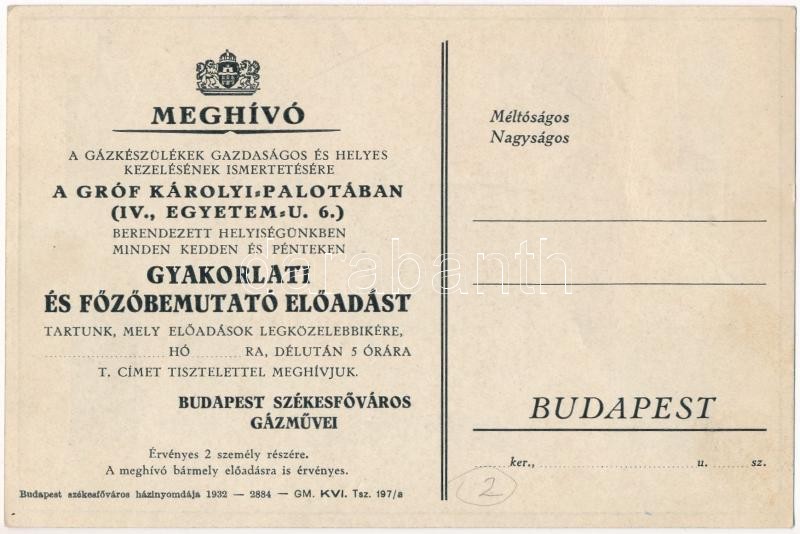 MEGHÍVÓ
A GÁZKÉSZÜLÉKEK GAZDASÁGOS ÉS HELYES
KEZELÉSÉNEK ISMERTETÉSÉRE
A GRÓF KÁROLYI-PALOTÁBAN
(IV., EGYETEM-U. 6.)
BERENDEZETT HELYISÉGÜNKBEN
MINDEN KEDDEN ÉS PÉNTEKEN
GYAKORLATI
ÉS FŐZŐBEMUTATÓ ELŐADÁST
TARTUNK, MELY ELŐADÁSOK LEGKÖZELEBBIKÉRE,
.................... HÓ ........ RA, DÉLUTÁN 5 ÓRÁRA
T. CÍMET TISZTELETTEL MEGHÍVJUK.
BUDAPEST SZÉKESFŐVÁROS
GÁZMŰVEI
Érvényes 2 személy részére.
A meghívó bármely előadásra is érvényes.
Budapest székesfőváros házinyomdája 1932 — 2884 — GM. KVI. Tsz. 197/a
Méltóságos
Nagyságos
BUDAPEST
........ ker., .................... u. ........ sz.
2
darabanth